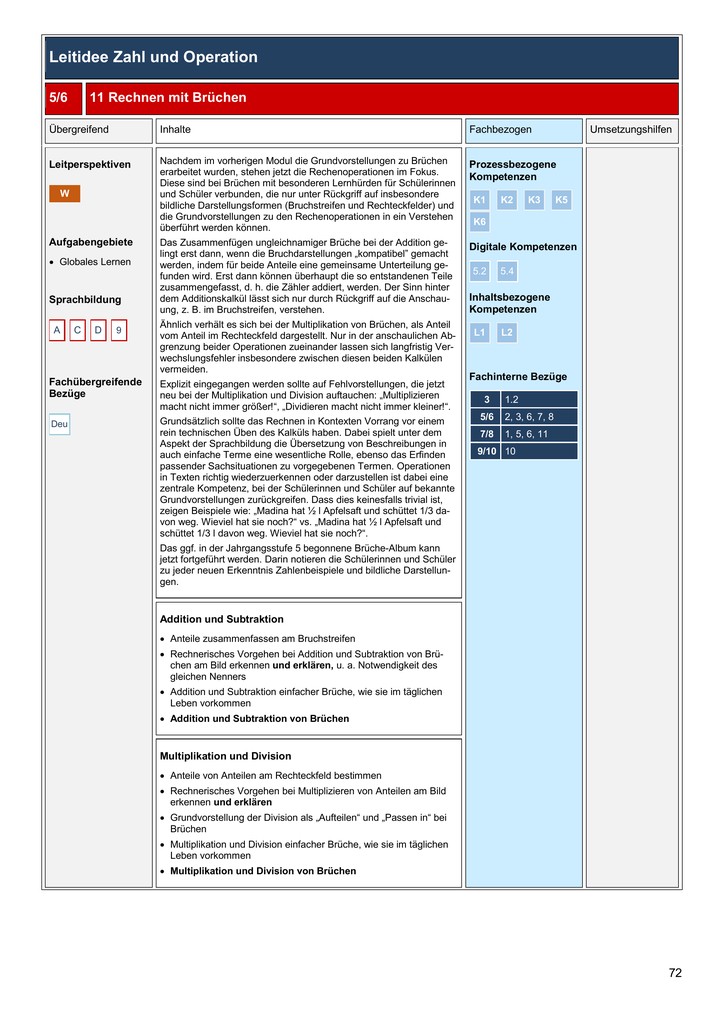 Leitidee Zahl und Operation
5/6 11 Rechnen mit Brüchen
Übergreifend Inhalte Fachbezogen Umsetzungshilfen
Leitperspektiven
W
Aufgabengebiete
• Globales Lernen
Sprachbildung
A C D 9
Fachübergreifende
Bezüge
Deu
Nachdem im vorherigen Modul die Grundvorstellungen zu Brüchen
erarbeitet wurden, stehen jetzt die Rechenoperationen im Fokus.
Diese sind bei Brüchen mit besonderen Lernhürden für Schülerinnen
und Schüler verbunden, die nur unter Rückgriff auf insbesondere
bildliche Darstellungsformen (Bruchstreifen und Rechteckfelder) und
die Grundvorstellungen zu den Rechenoperationen in ein Verstehen
überführt werden können.
Das Zusammenfügen ungleichnamiger Brüche bei der Addition ge-
lingt erst dann, wenn die Bruchdarstellungen „kompatibel" gemacht
werden, indem für beide Anteile eine gemeinsame Unterteilung ge-
funden wird. Erst dann können überhaupt die so entstandenen Teile
zusammengefasst, d. h. die Zähler addiert, werden. Der Sinn hinter
dem Additionskalkül lässt sich nur durch Rückgriff auf die Anschau-
ung, z. B. im Bruchstreifen, verstehen.
Ähnlich verhält es sich bei der Multiplikation von Brüchen, als Anteil
vom Anteil im Rechteckfeld dargestellt. Nur in der anschaulichen Ab-
grenzung beider Operationen zueinander lassen sich langfristig Ver-
wechslungsfehler insbesondere zwischen diesen beiden Kalkülen
vermeiden.
Explizit eingegangen werden sollte auf Fehlvorstellungen, die jetzt
neu bei der Multiplikation und Division auftauchen: „Multiplizieren
macht nicht immer größer!", „Dividieren macht nicht immer kleiner!".
Grundsätzlich sollte das Rechnen in Kontexten Vorrang vor einem
rein technischen Üben des Kalküls haben. Dabei spielt unter dem
Aspekt der Sprachbildung die Übersetzung von Beschreibungen in
auch einfache Terme eine wesentliche Rolle, ebenso das Erfinden
passender Sachsituationen zu vorgegebenen Termen. Operationen
in Texten richtig wiederzuerkennen oder darzustellen ist dabei eine
zentrale Kompetenz, bei der Schülerinnen und Schüler auf bekannte
Grundvorstellungen zurückgreifen. Dass dies keinesfalls trivial ist,
zeigen Beispiele wie: „Madina hat ½ l Apfelsaft und schüttet 1/3 da-
von weg. Wieviel hat sie noch?" vs. „Madina hat ½ l Apfelsaft und
schüttet 1/3 l davon weg. Wieviel hat sie noch?".
Das ggf. in der Jahrgangsstufe 5 begonnene Brüche-Album kann
jetzt fortgeführt werden. Darin notieren die Schülerinnen und Schüler
zu jeder neuen Erkenntnis Zahlenbeispiele und bildliche Darstellun-
gen.
Addition und Subtraktion
• Anteile zusammenfassen am Bruchstreifen
• Rechnerisches Vorgehen bei Addition und Subtraktion von Brü-
chen am Bild erkennen und erklären, u. a. Notwendigkeit des
gleichen Nenners
• Addition und Subtraktion einfacher Brüche, wie sie im täglichen
Leben vorkommen
• Addition und Subtraktion von Brüchen
Multiplikation und Division
• Anteile von Anteilen am Rechteckfeld bestimmen
• Rechnerisches Vorgehen bei Multiplizieren von Anteilen am Bild
erkennen und erklären
• Grundvorstellung der Division als „Aufteilen" und „Passen in" bei
Brüchen
• Multiplikation und Division einfacher Brüche, wie sie im täglichen
Leben vorkommen
• Multiplikation und Division von Brüchen
Prozessbezogene
Kompetenzen
K1 K2 K3 K5
K6
Digitale Kompetenzen
5.2 5.4
Inhaltsbezogene
Kompetenzen
L1 L2
Fachinterne Bezüge
3 1.2
5/6 2, 3, 6, 7, 8
7/8 1, 5, 6, 11
9/10 10
72